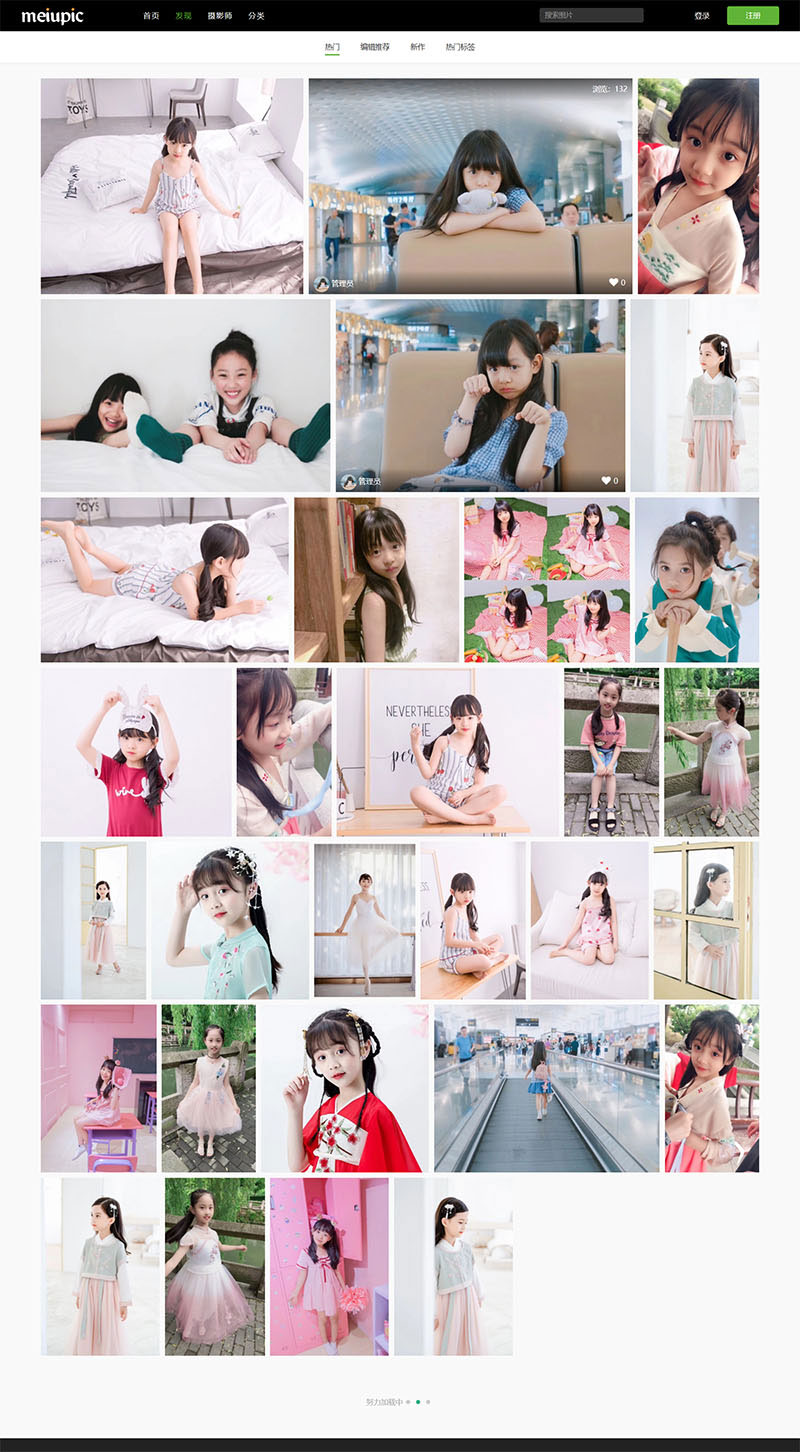 meiupic
首页 发现 摄影师 分类
搜索图片
登录
注册
热门 编辑推荐 新作 热门标签
浏览: 132
TOYS
管理员
0
管理员
0
TOYS
NEVERTHELESS
SHE
努力加载中